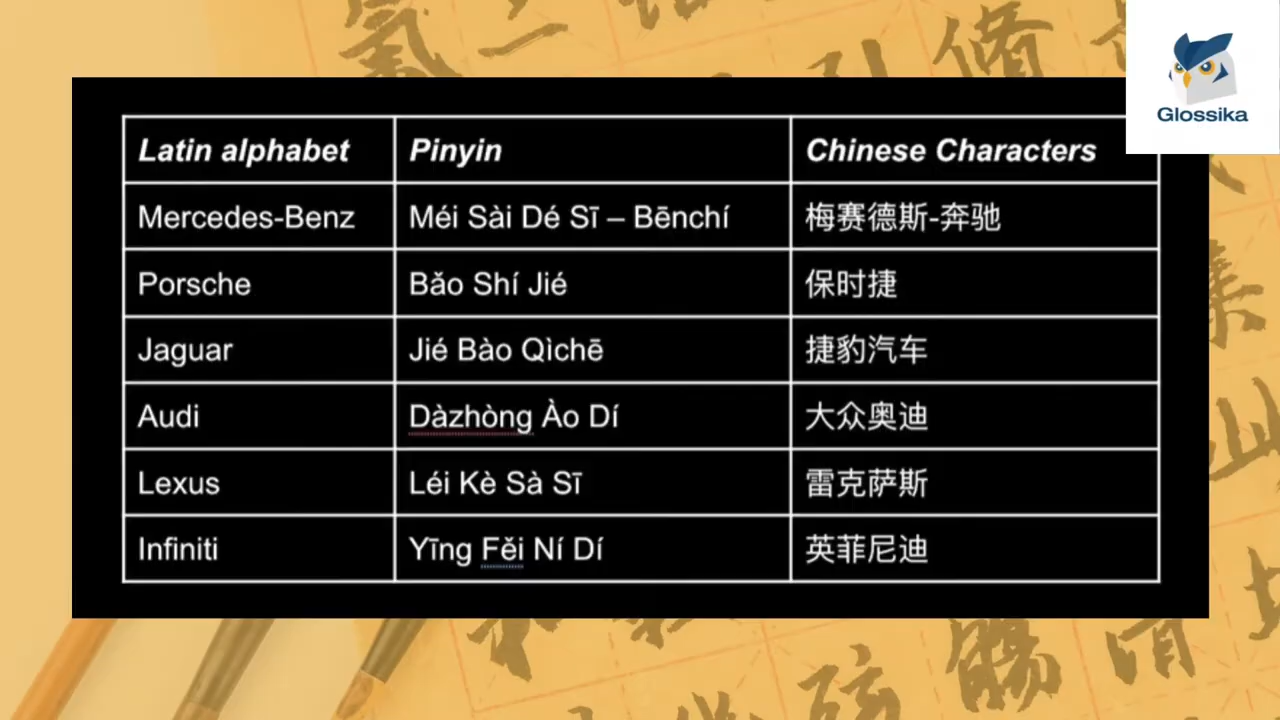 Glossika
Latin alphabet Pinyin Chinese Characters
Mercedes-Benz Méi Sài Dé Sī – Bēnchí 梅赛德斯-奔驰
Porsche Bǎo Shí Jié 保时捷
Jaguar Jié Bào Qìchē 捷豹汽车
Audi Dàzhòng Ào Dí 大众奥迪
Lexus Léi Kè Sà Sī 雷克萨斯
Infiniti Yīng Fěi Ní Dí 英菲尼迪